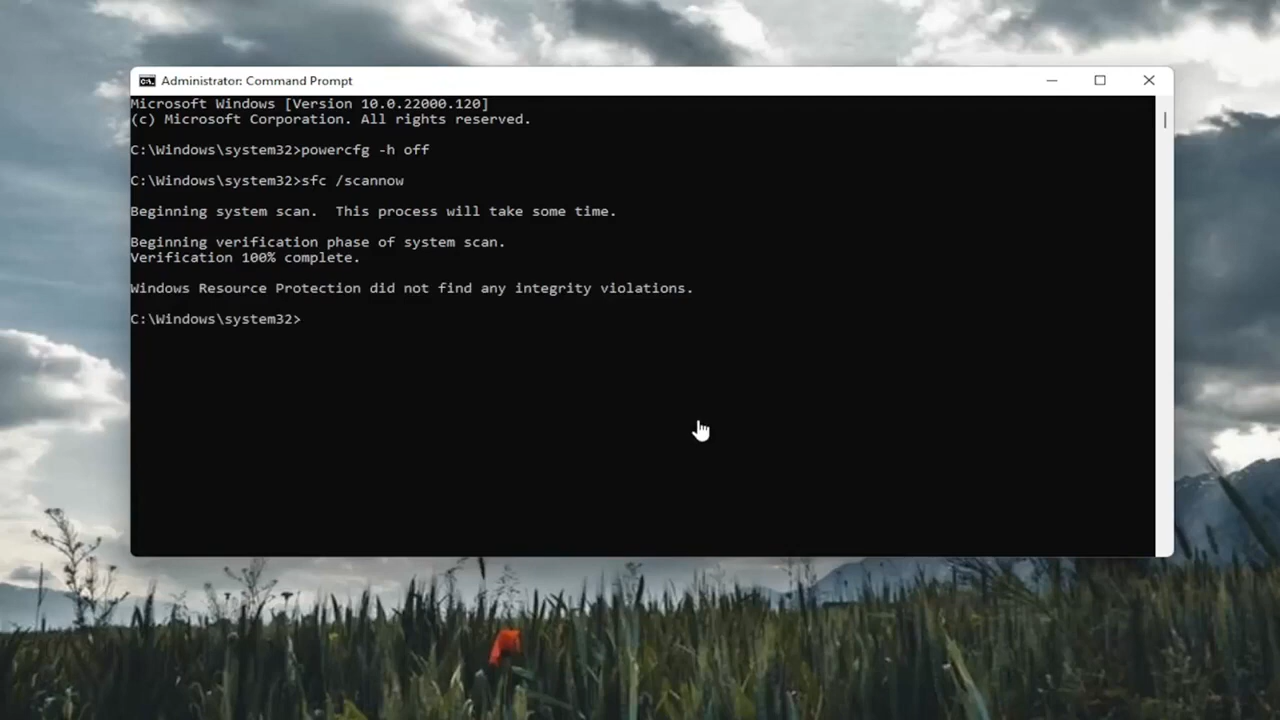 Administrator: Command Prompt
Microsoft Windows [Version 10.0.22000.120]
(c) Microsoft Corporation. All rights reserved.
C:\Windows\system32>powercfg -h off
C:\Windows\system32>sfc /scannow
Beginning system scan.  This process will take some time.
Beginning verification phase of system scan.
Verification 100% complete.
Windows Resource Protection did not find any integrity violations.
C:\Windows\system32>